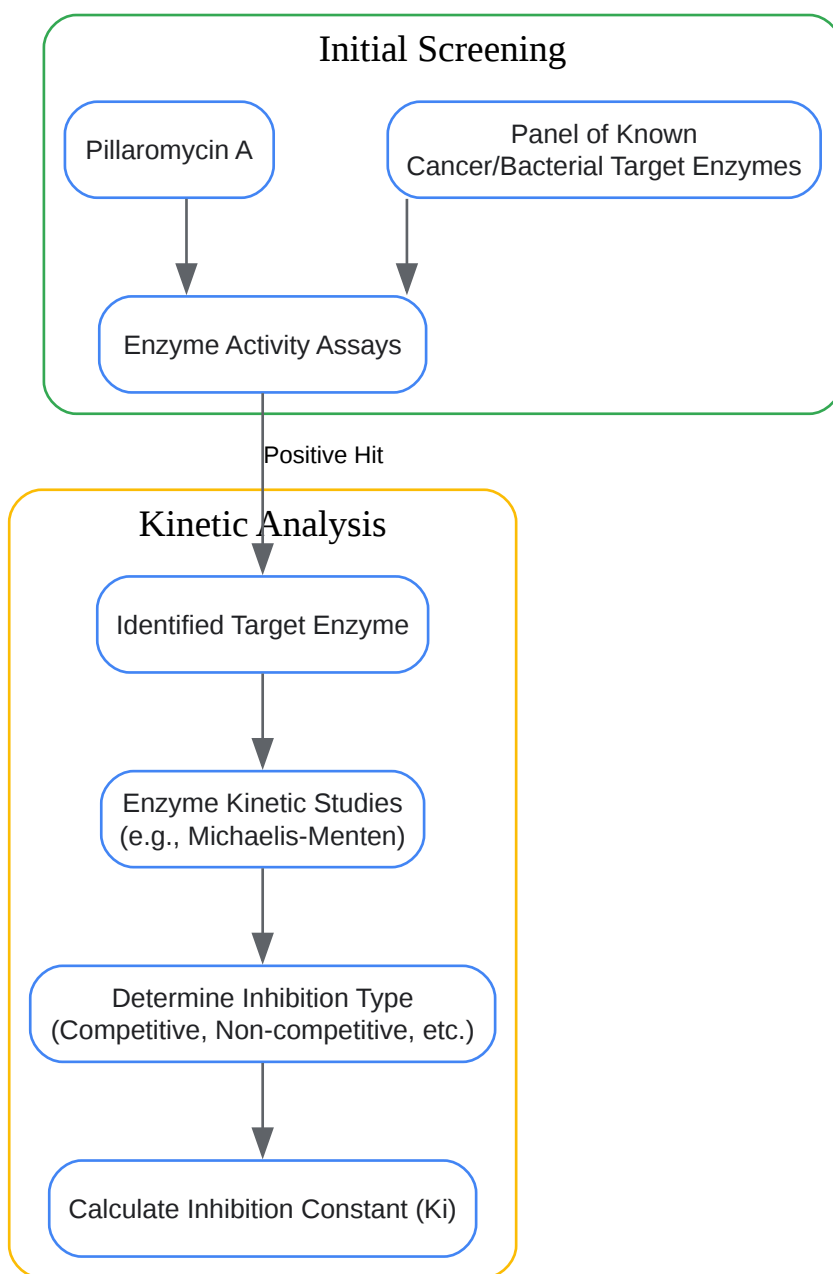 Initial Screening
Pillaromycin A
Panel of Known
Cancer/Bacterial Target Enzymes
Enzyme Activity Assays
Positive Hit
Kinetic Analysis
Identified Target Enzyme
Enzyme Kinetic Studies
(e.g., Michaelis-Menten)
Determine Inhibition Type
(Competitive, Non-competitive, etc.)
Calculate Inhibition Constant (Ki)